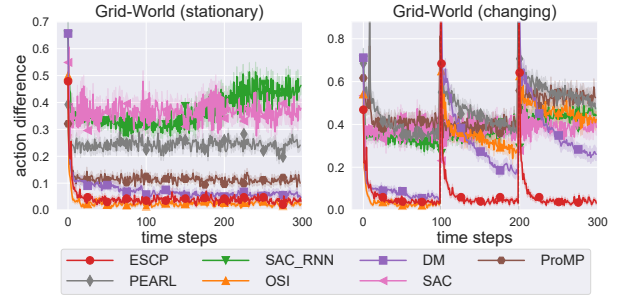 Grid-World (stationary)
Grid-World (changing)
action difference
0.7
0.6
0.5
0.4
0.3
0.2
0.1
0.0
0
100
200
300
time steps
0.8
0.6
0.4
0.2
0.0
0
100
200
300
time steps
ESCP
SAC_RNN
DM
ProMP
PEARL
OSI
SAC